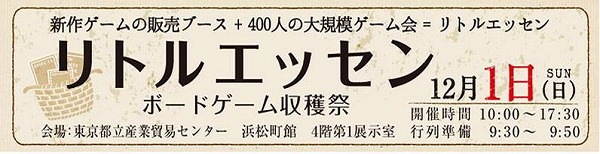 新作ゲームの販売ブース + 400人の大規模ゲーム会 = リトルエッセン
リトルエッセン
ボードゲーム収穫祭
12月1日 SUN (日)
開催時間 10:00～17:30
会場:東京都立産業貿易センター 浜松町館 4階第1展示室 行列準備 9:30～ 9:50